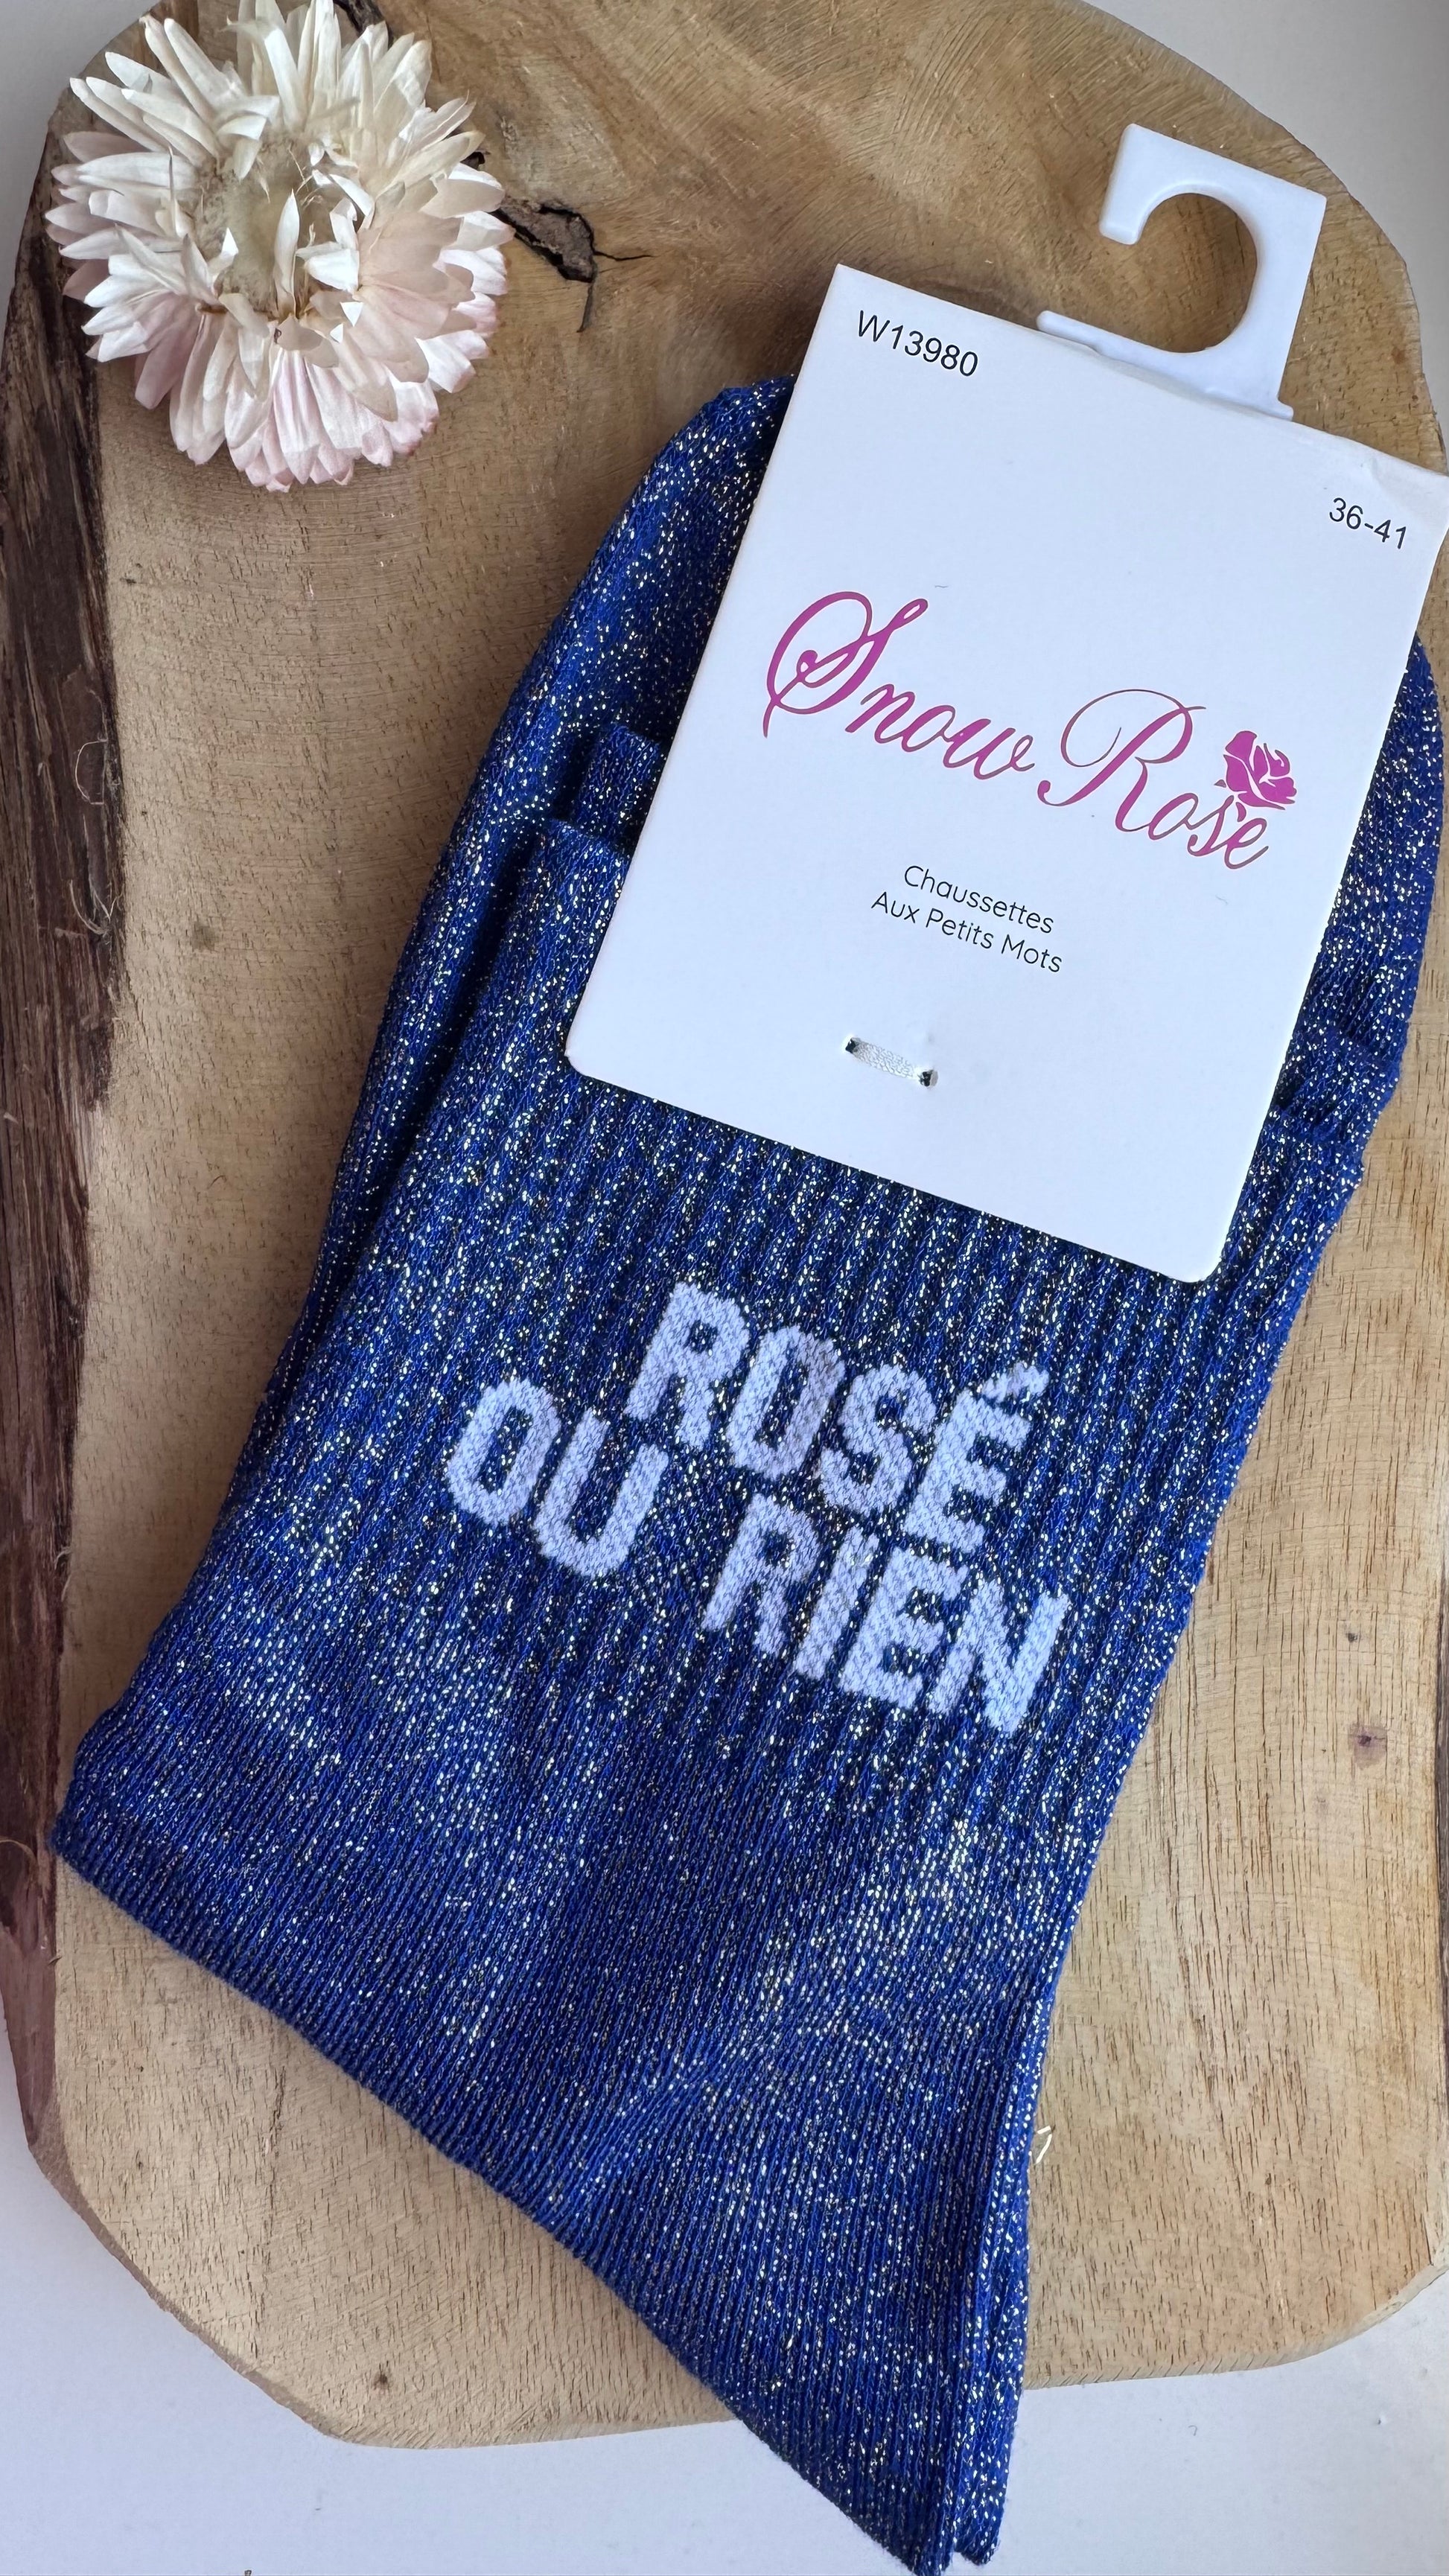 W13980
36-41
Snow Rose
Chaussettes
Aux Petits Mots
ROSÉ
OU RIEN